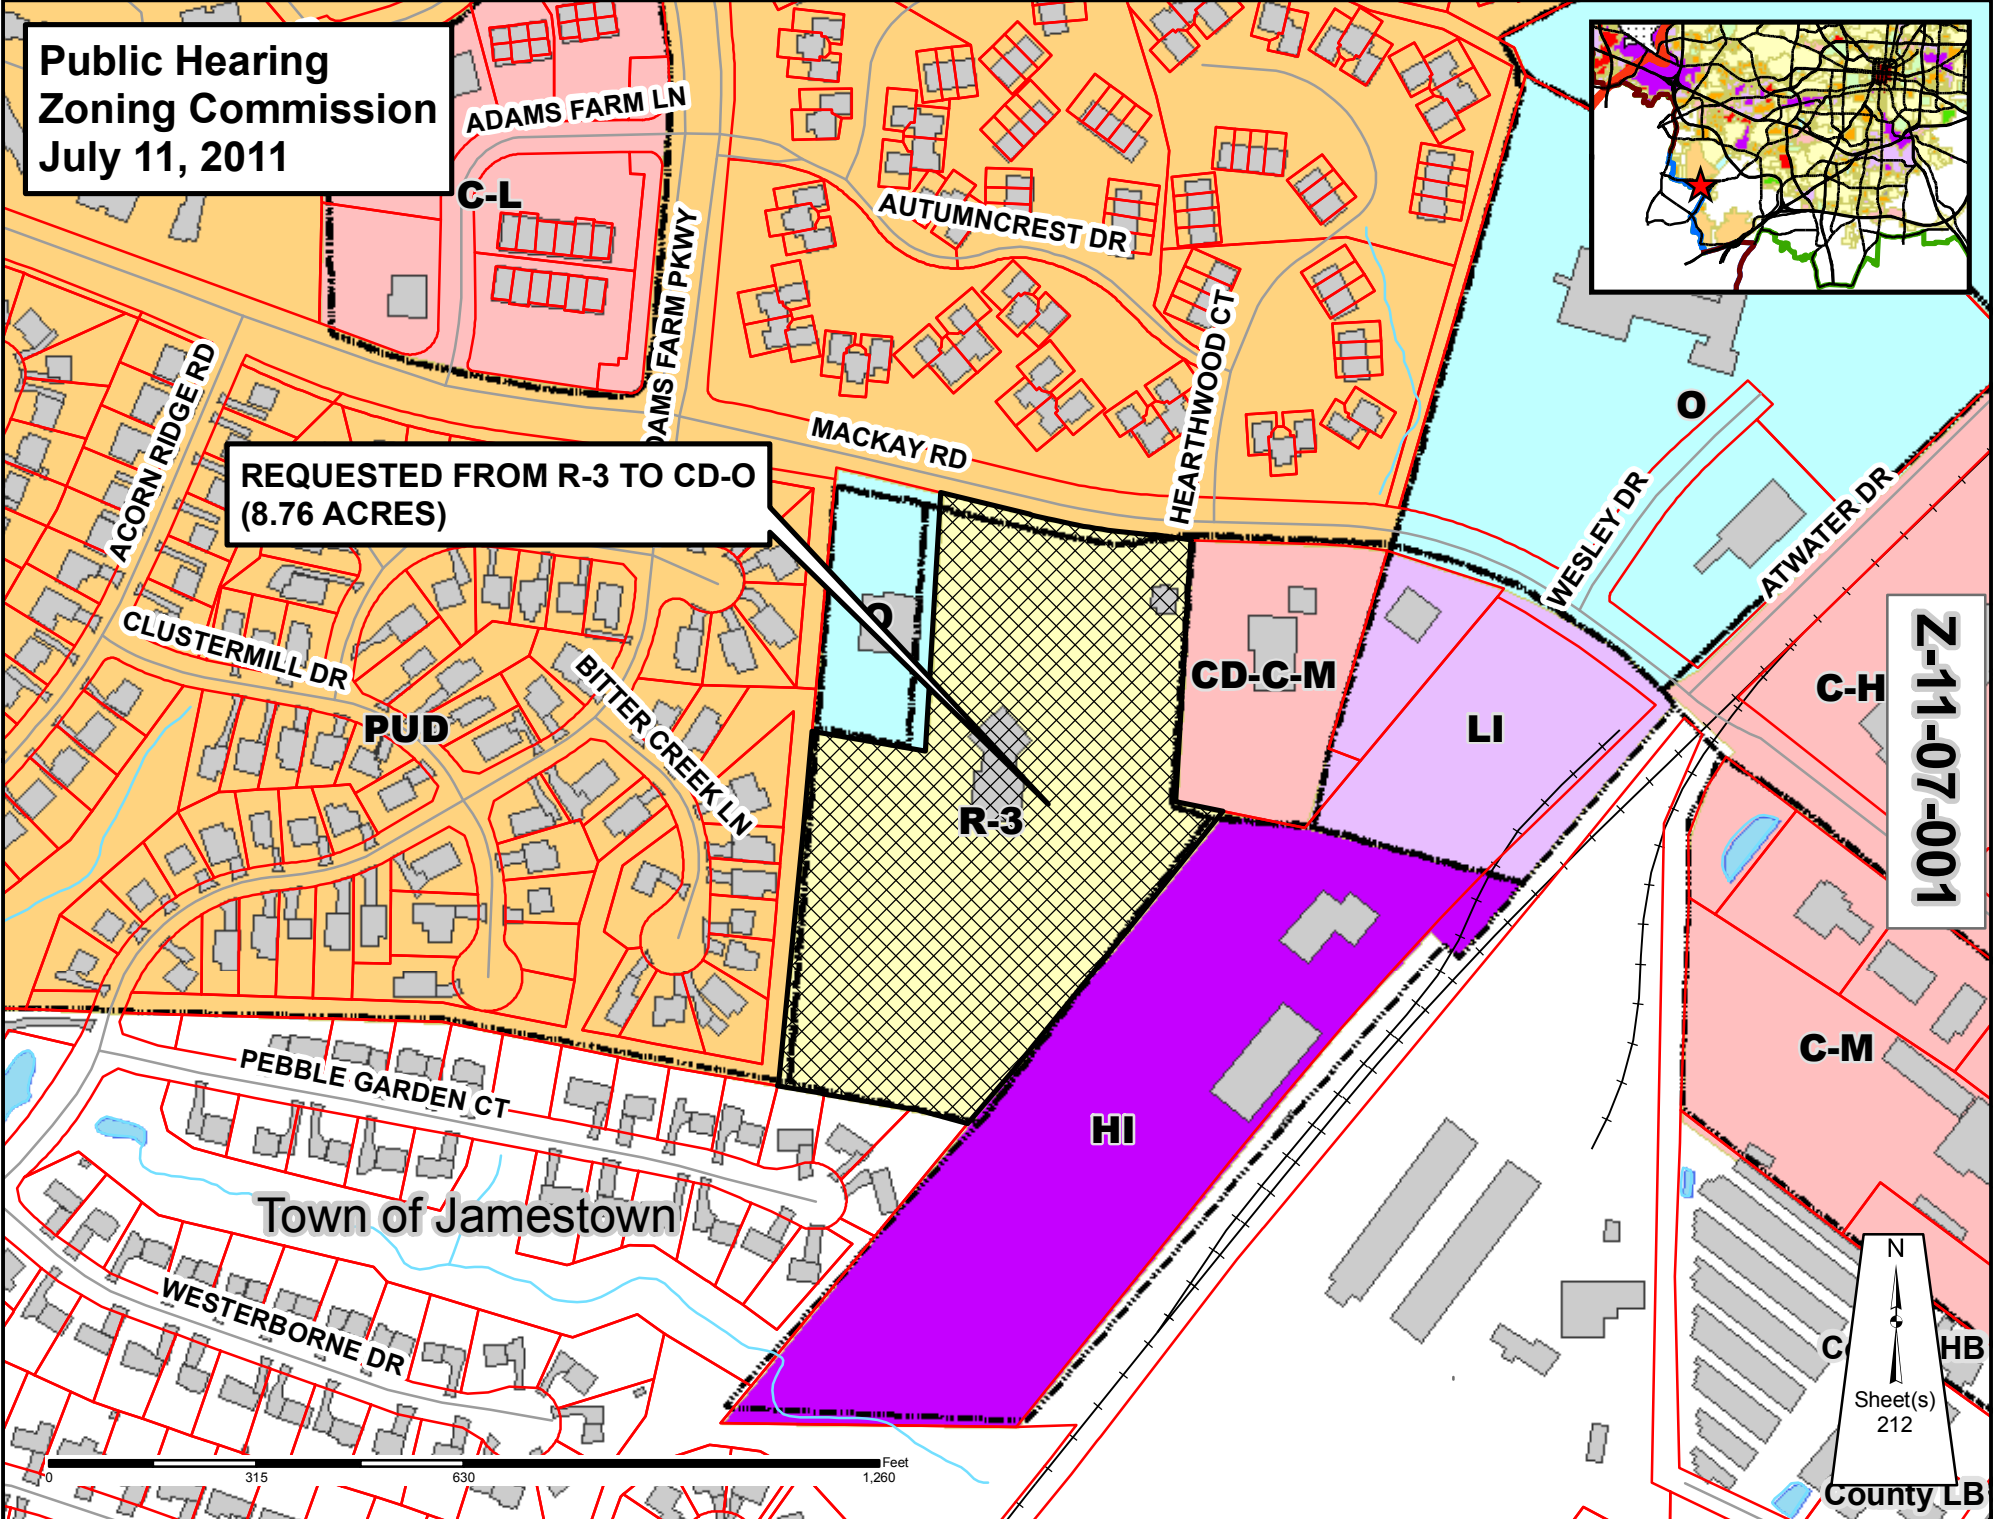 Public Hearing
Zoning Commission
July 11, 2011
ADAMS FARM LN
C-L
AUTUMNCREST DR
ADAMS FARM PKWY
HEARTHWOOD CT
ACORN RIDGE RD
MACKAY RD
O
WESLEY DR
ATWATER DR
REQUESTED FROM R-3 TO CD-O
(8.76 ACRES)
O
CLUSTERMILL DR
BITTER CREEK LN
PUD
CD-C-M
LI
C-H
Z-11-07-001
R-3
C-M
PEBBLE GARDEN CT
HI
Town of Jamestown
WESTERBORNE DR
N
Sheet(s)
212
HB
County LB
Feet
0 315 630 1,260